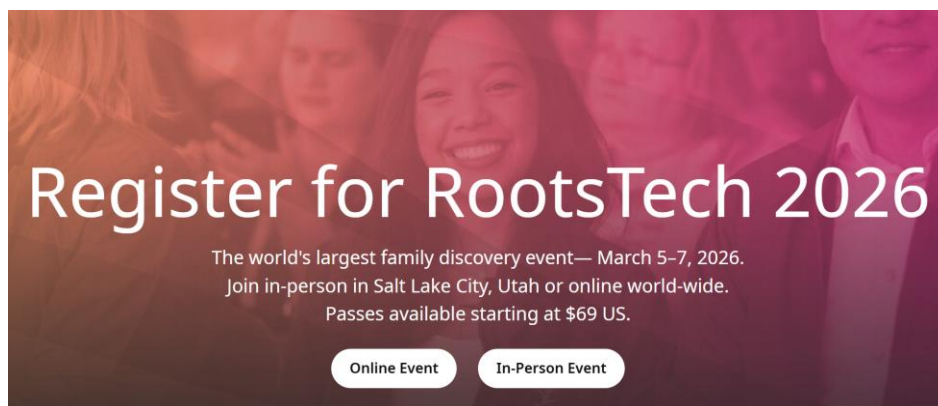 Register for RootsTech 2026
The world's largest family discovery event— March 5–7, 2026.
Join in-person in Salt Lake City, Utah or online world-wide.
Passes available starting at $69 US.
Online Event
In-Person Event